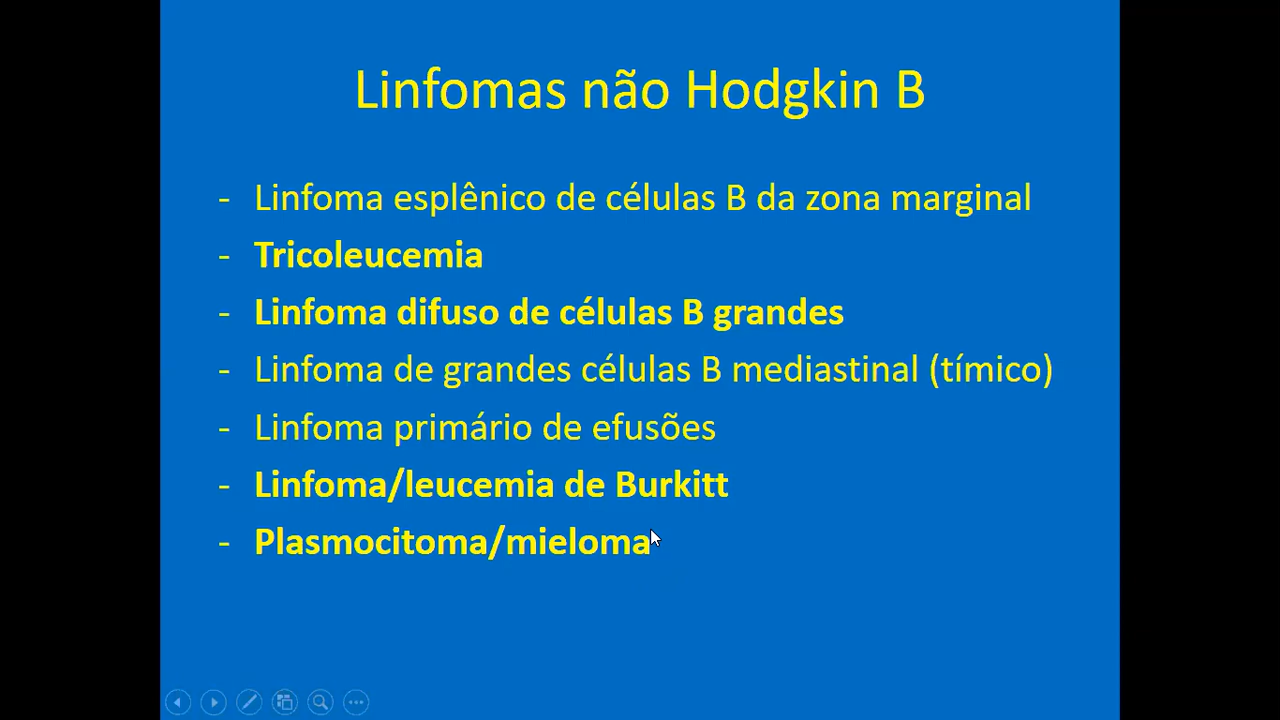 Linfomas não Hodgkin B
- Linfoma esplênico de células B da zona marginal
- Tricoleucemia
- Linfoma difuso de células B grandes
- Linfoma de grandes células B mediastinal (tímico)
- Linfoma primário de efusões
- Linfoma/leucemia de Burkitt
- Plasmocitoma/mieloma